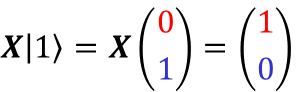 X|1⟩ = X(0 1) = (1 0)